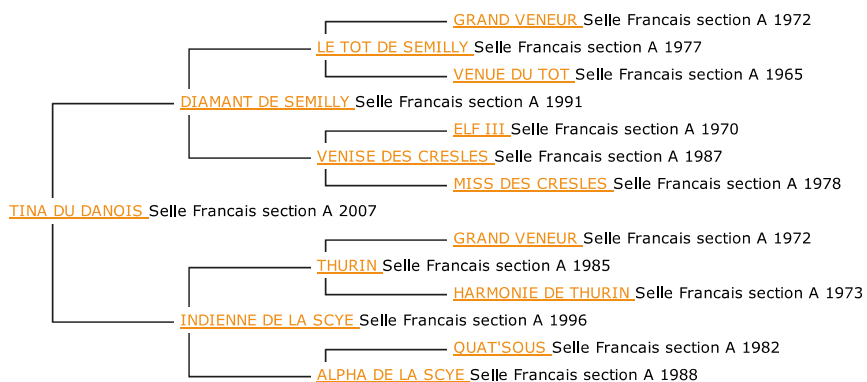 GRAND VENEUR Selle Francais section A 1972
LE TOT DE SEMILLY Selle Francais section A 1977
VENUE DU TOT Selle Francais section A 1965
DIAMANT DE SEMILLY Selle Francais section A 1991
ELF III Selle Francais section A 1970
VENISE DES CRESLES Selle Francais section A 1987
MISS DES CRESLES Selle Francais section A 1978
TINA DU DANOIS Selle Francais section A 2007
GRAND VENEUR Selle Francais section A 1972
THURIN Selle Francais section A 1985
HARMONIE DE THURIN Selle Francais section A 1973
INDIENNE DE LA SCYE Selle Francais section A 1996
QUAT'SOUS Selle Francais section A 1982
ALPHA DE LA SCYE Selle Francais section A 1988